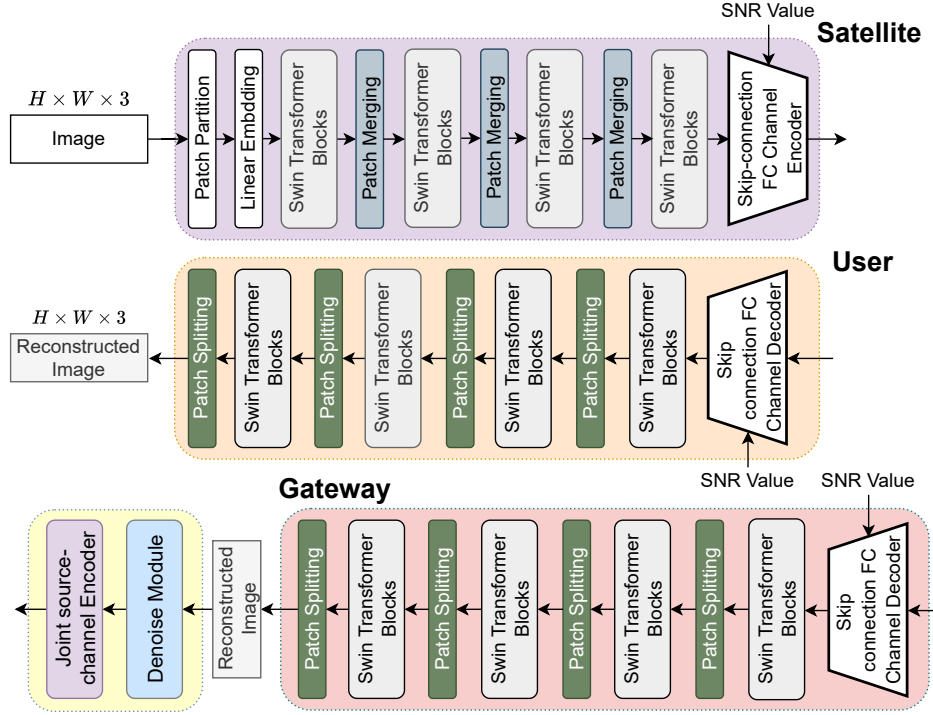 SNR Value
Satellite
H × W × 3
Image
Patch Partition
Linear Embdding
Swin Transformer
Blocks
Patch Merging
Swin Transformer
Blocks
Patch Merging
Swin Transformer
Blocks
Patch Merging
Swin Transformer
Blocks
Skip-connection
FC Channel
Encoder
User
H × W × 3
Reconstructed
Image
Patch Splitting
Swin Transformer
Blocks
Patch Splitting
Swin Transformer
Blocks
Patch Splitting
Swin Transformer
Blocks
Patch Splitting
Swin Transformer
Blocks
Skip
connection FC
Channel Decoder
SNR Value
SNR Value
Gateway
Joint source-
channel Encoder
Denoise Module
Reconstructed
Image
Patch Splitting
Swin Transformer
Blocks
Patch Splitting
Swin Transformer
Blocks
Patch Splitting
Swin Transformer
Blocks
Patch Splitting
Swin Transformer
Blocks
Skip
connection FC
Channel Decoder